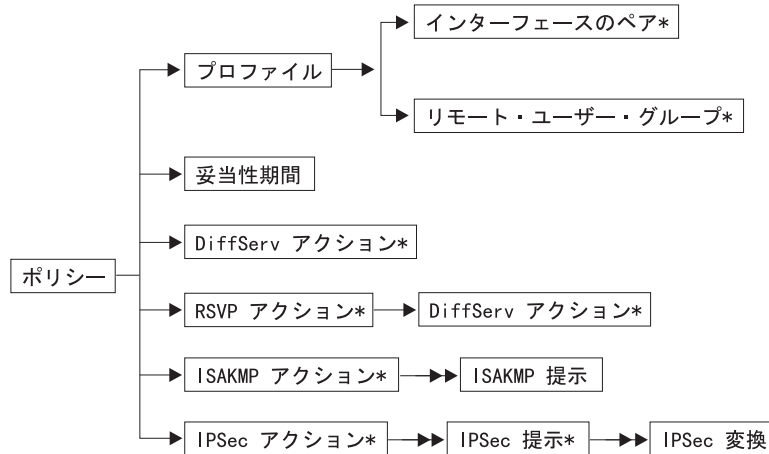 インターフェースのペア*
プロファイル
リモート・ユーザー・グループ*
妥当性期間
DiffServ アクション*
ポリシー
RSVP アクション*
DiffServ アクション*
ISAKMP アクション*
ISAKMP 提示
IPSec アクション*
IPSec 提示*
IPSec 変換